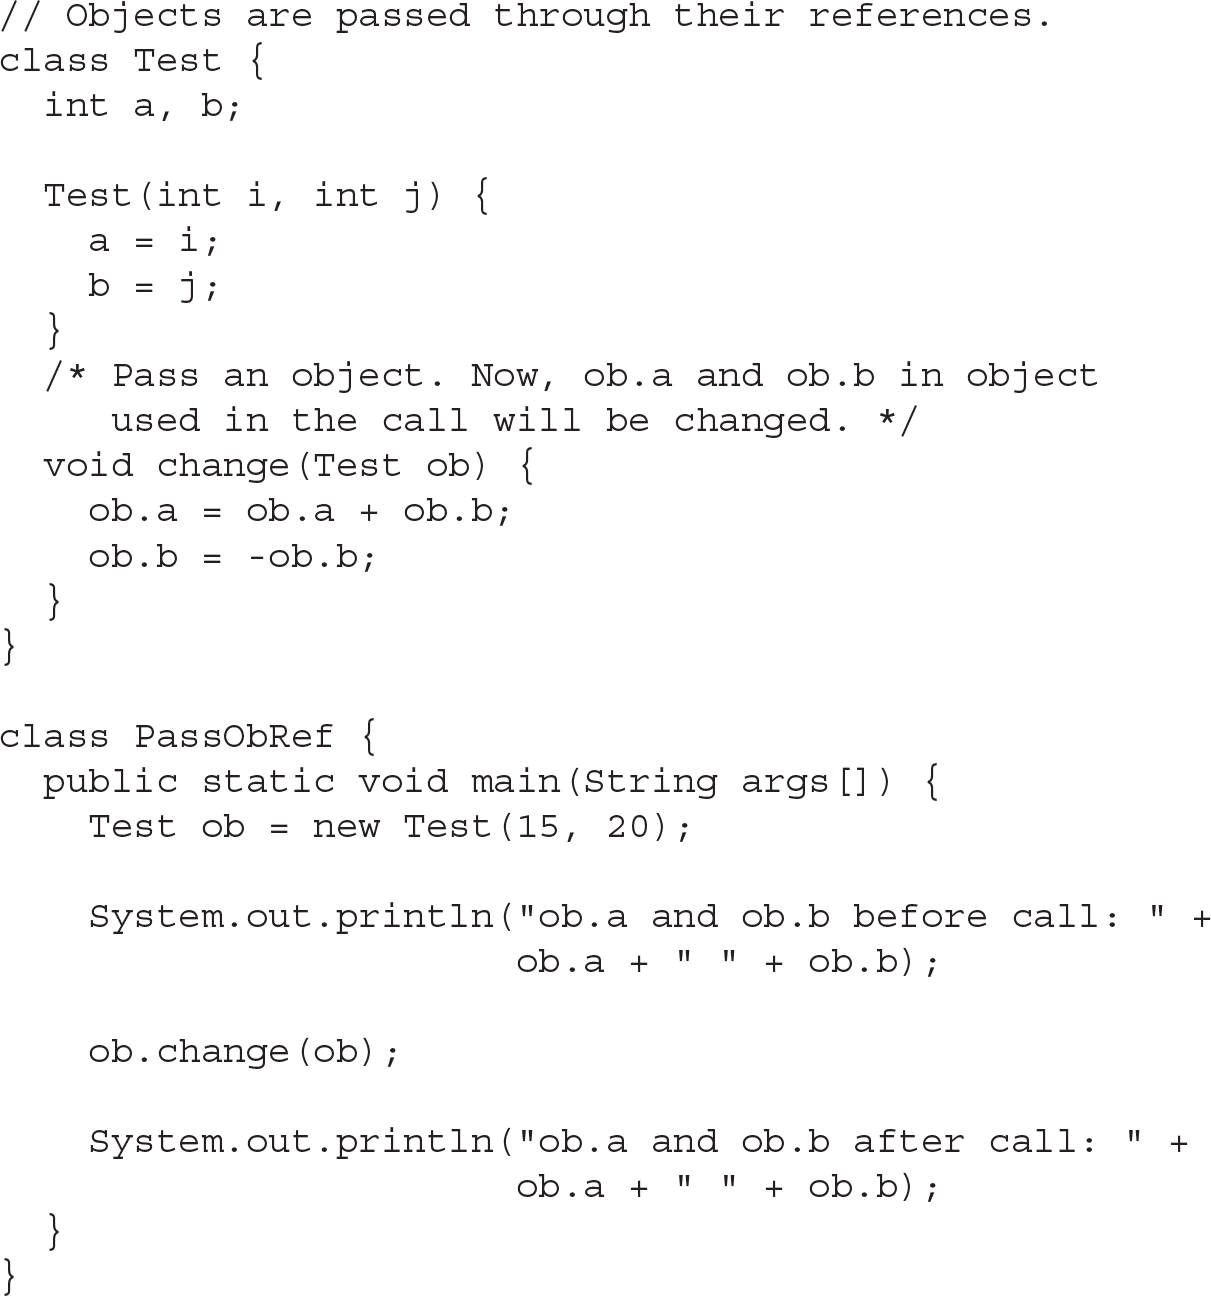 // Objects are passed through their references.
class Test {
  int a, b;

  Test(int i, int j) {
    a = i;
    b = j;
  }
  /* Pass an object. Now, ob.a and ob.b in object
     used in the call will be changed. */
  void change(Test ob) {
    ob.a = ob.a + ob.b;
    ob.b = -ob.b;
  }
}

class PassObRef {
  public static void main(String args[]) {
    Test ob = new Test(15, 20);

    System.out.println("ob.a and ob.b before call: " +
                       ob.a + " " + ob.b);

    ob.change(ob);

    System.out.println("ob.a and ob.b after call: " +
                       ob.a + " " + ob.b);
  }
}